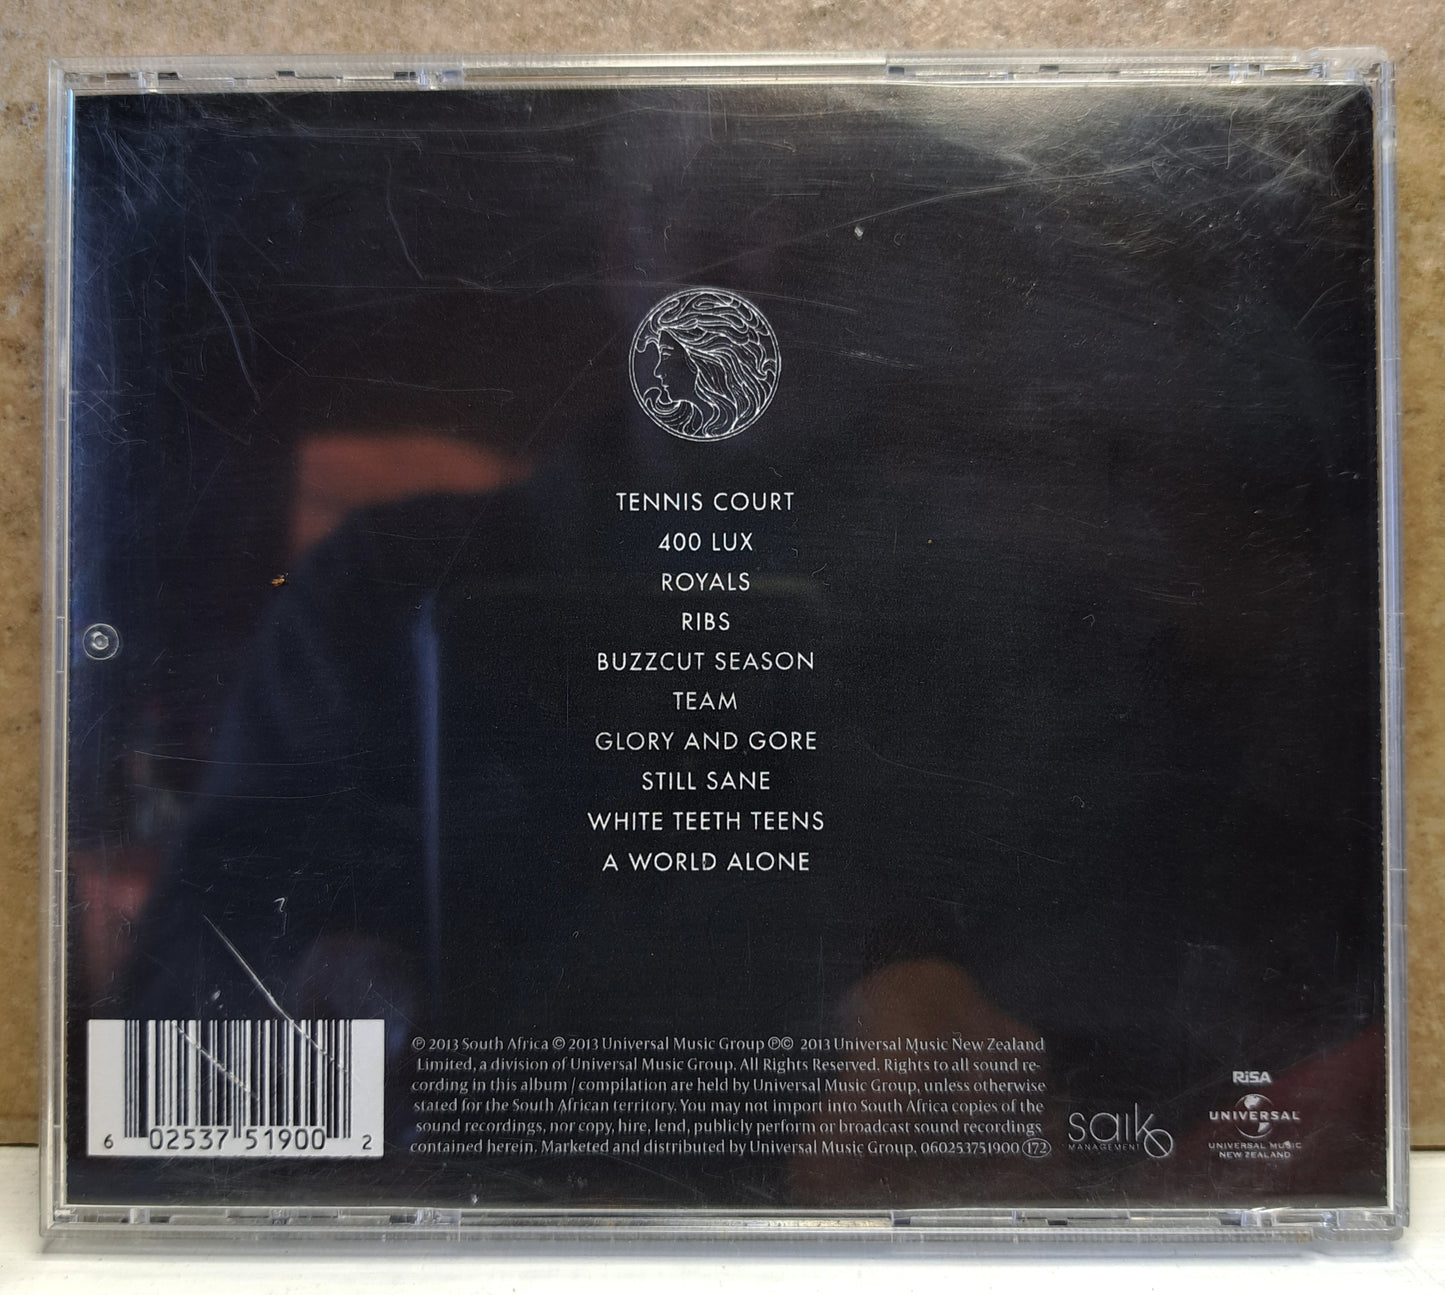 TENNIS COURT
400 LUX
ROYALS
RIBS
BUZZCUT SEASON
TEAM
GLORY AND GORE
STILL SANE
WHITE TEETH TEENS
A WORLD ALONE
6 02537 51900 2
℗ 2013 South Africa © 2013 Universal Music Group ℗© 2013 Universal Music New Zealand
Limited, a division of Universal Music Group. All Rights Reserved. Rights to all sound re-
cording in this album / compilation are held by Universal Music Group, unless otherwise
stated for the South African territory. You may not import into South Africa copies of the
sound recordings, nor copy, hire, lend, publicly perform or broadcast sound recordings
contained herein. Marketed and distributed by Universal Music Group. 060253751900 172
saiko
MANAGEMENT
RiSA
UNIVERSAL
UNIVERSAL MUSIC
NEW ZEALAND